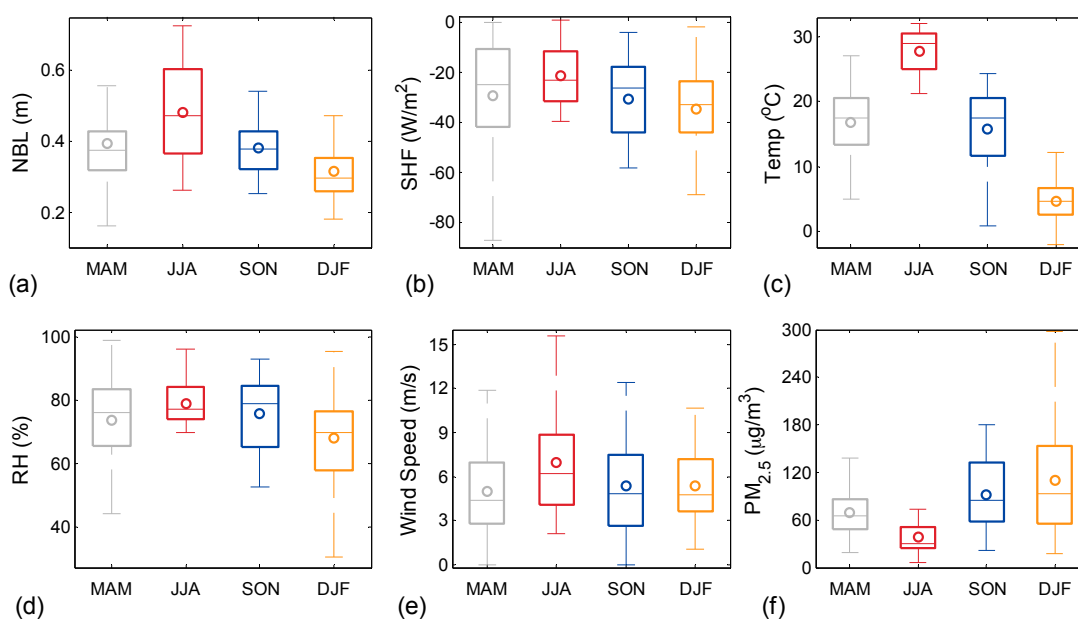 NBL (m)
0.6
0.4
0.2
MAM JJA SON DJF
(a)
SHF (W/m²)
0
-20
-40
-60
-80
MAM JJA SON DJF
(b)
Temp (°C)
30
20
10
0
MAM JJA SON DJF
(c)
RH (%)
100
80
60
40
MAM JJA SON DJF
(d)
Wind Speed (m/s)
15
12
9
6
3
0
MAM JJA SON DJF
(e)
PM₂.₅ (μg/m³)
300
240
180
120
60
0
MAM JJA SON DJF
(f)